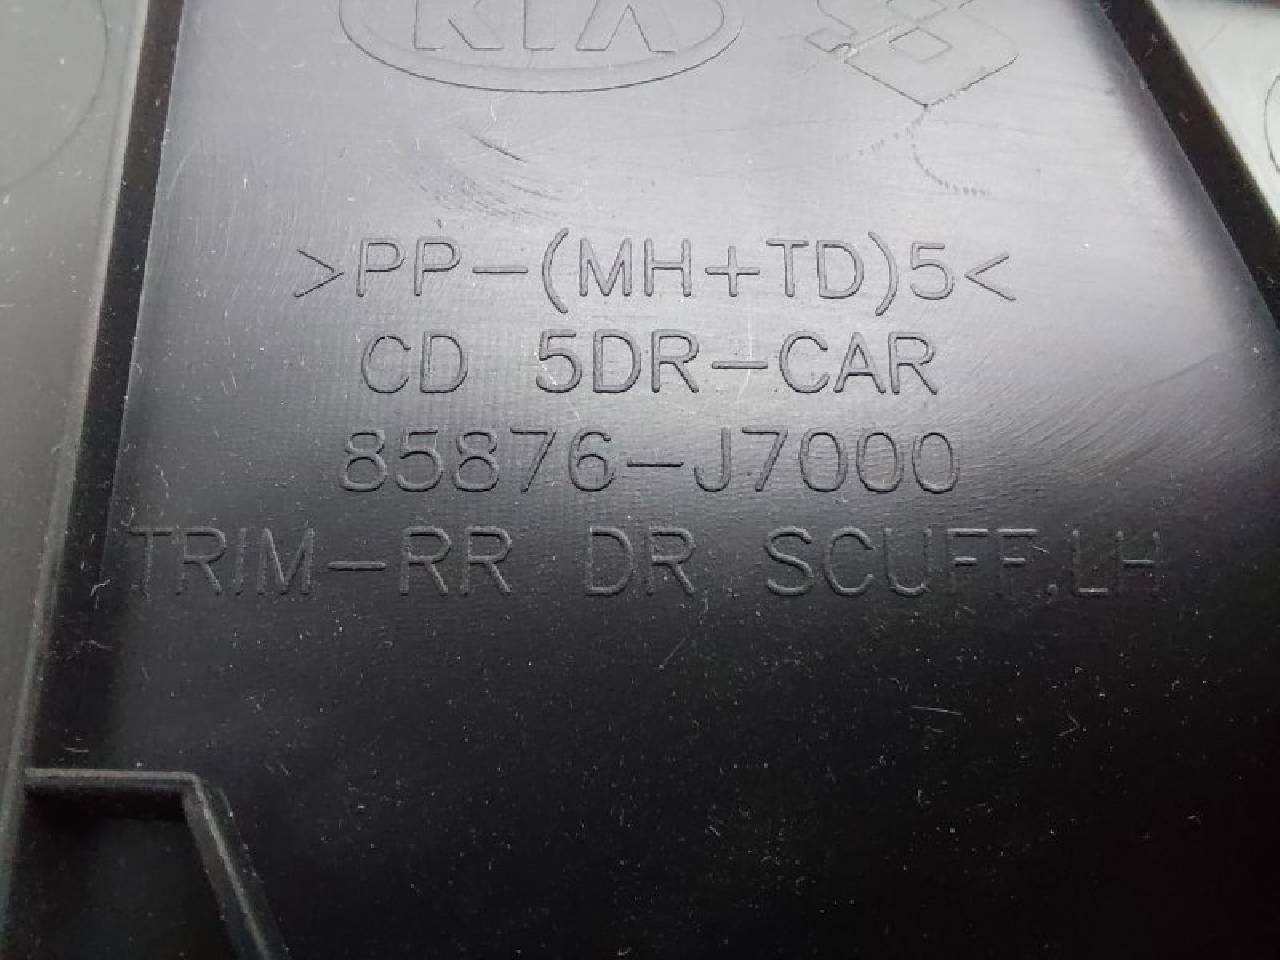 KIA
>PP-(MH+TD)5<
CD 5DR-CAR
85876-J7000
TRIM-RR DR SCUFF,LH